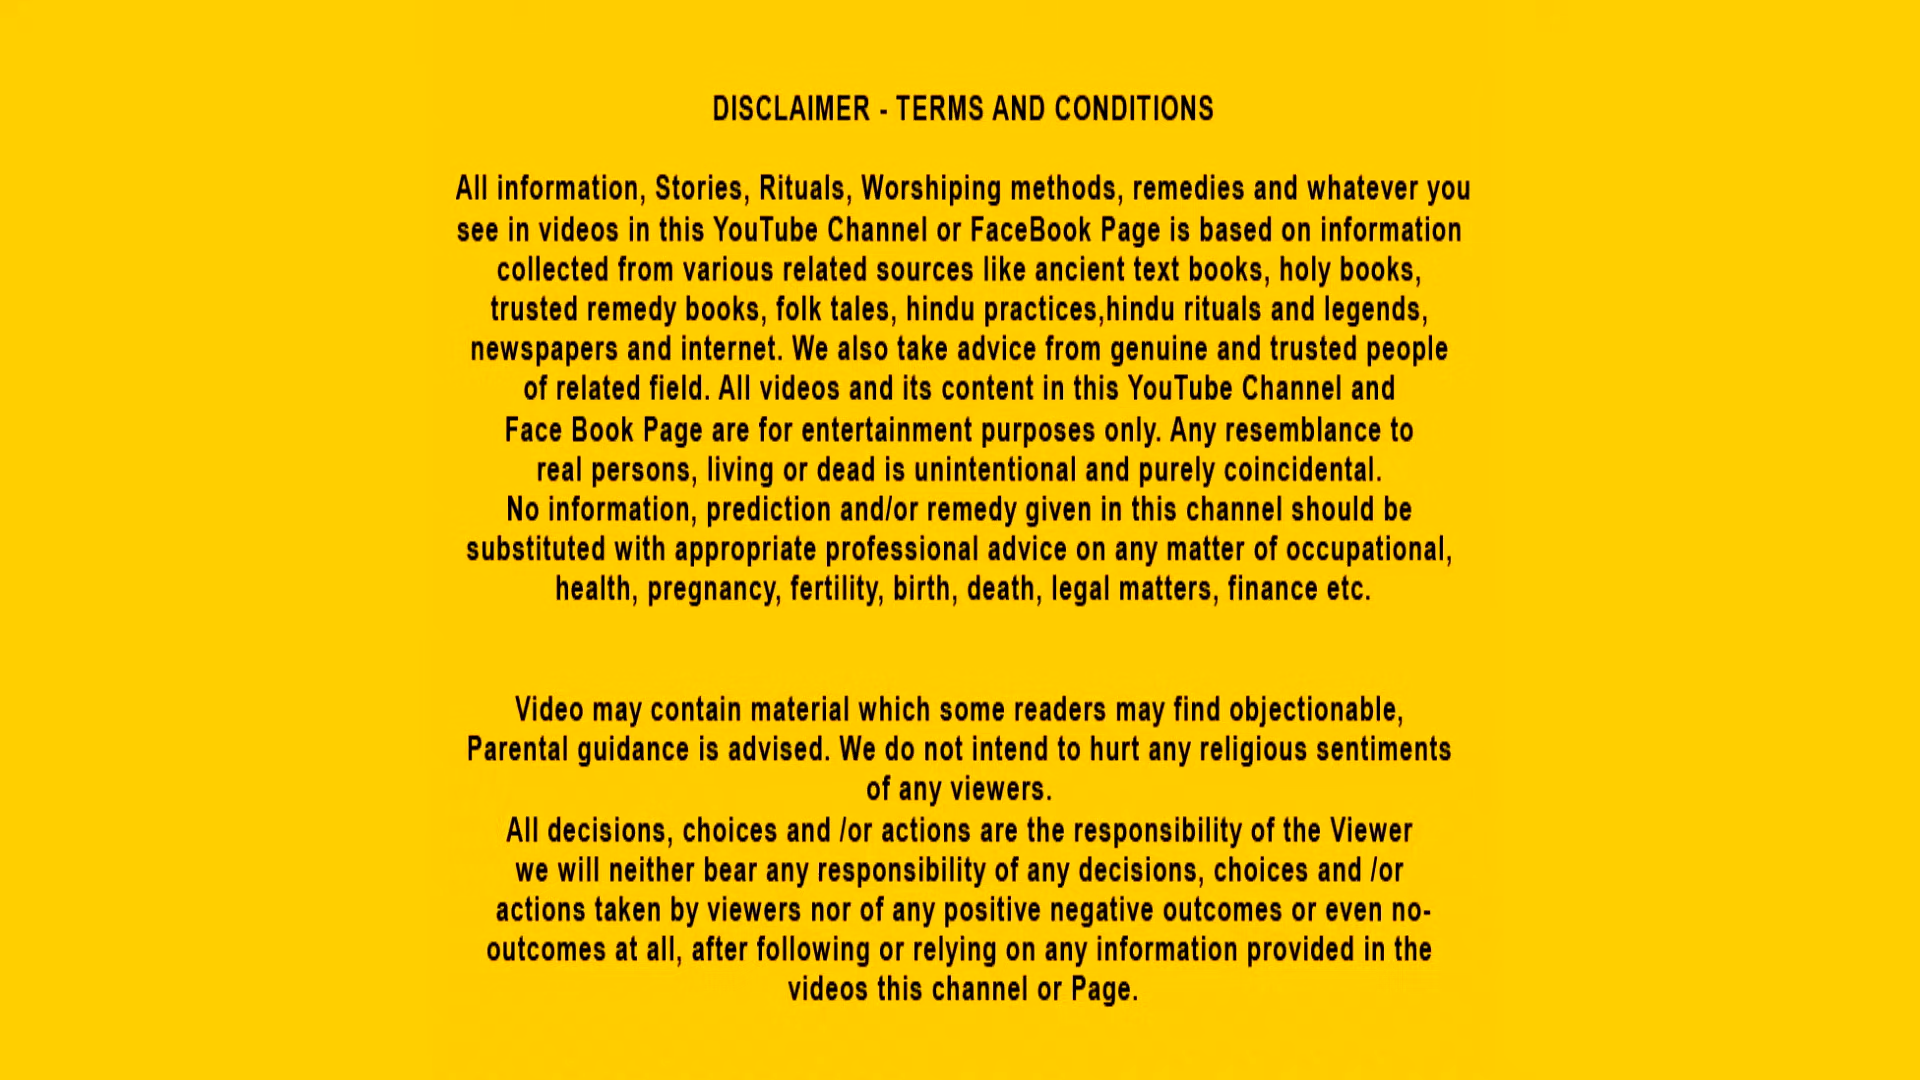 DISCLAIMER - TERMS AND CONDITIONS
All information, Stories, Rituals, Worshiping methods, remedies and whatever you
see in videos in this YouTube Channel or FaceBook Page is based on information
collected from various related sources like ancient text books, holy books,
trusted remedy books, folk tales, hindu practices,hindu rituals and legends,
newspapers and internet. We also take advice from genuine and trusted people
of related field. All videos and its content in this YouTube Channel and
Face Book Page are for entertainment purposes only. Any resemblance to
real persons, living or dead is unintentional and purely coincidental.
No information, prediction and/or remedy given in this channel should be
substituted with appropriate professional advice on any matter of occupational,
health, pregnancy, fertility, birth, death, legal matters, finance etc.
Video may contain material which some readers may find objectionable,
Parental guidance is advised. We do not intend to hurt any religious sentiments
of any viewers.
All decisions, choices and /or actions are the responsibility of the Viewer
we will neither bear any responsibility of any decisions, choices and /or
actions taken by viewers nor of any positive negative outcomes or even no-
outcomes at all, after following or relying on any information provided in the
videos this channel or Page.